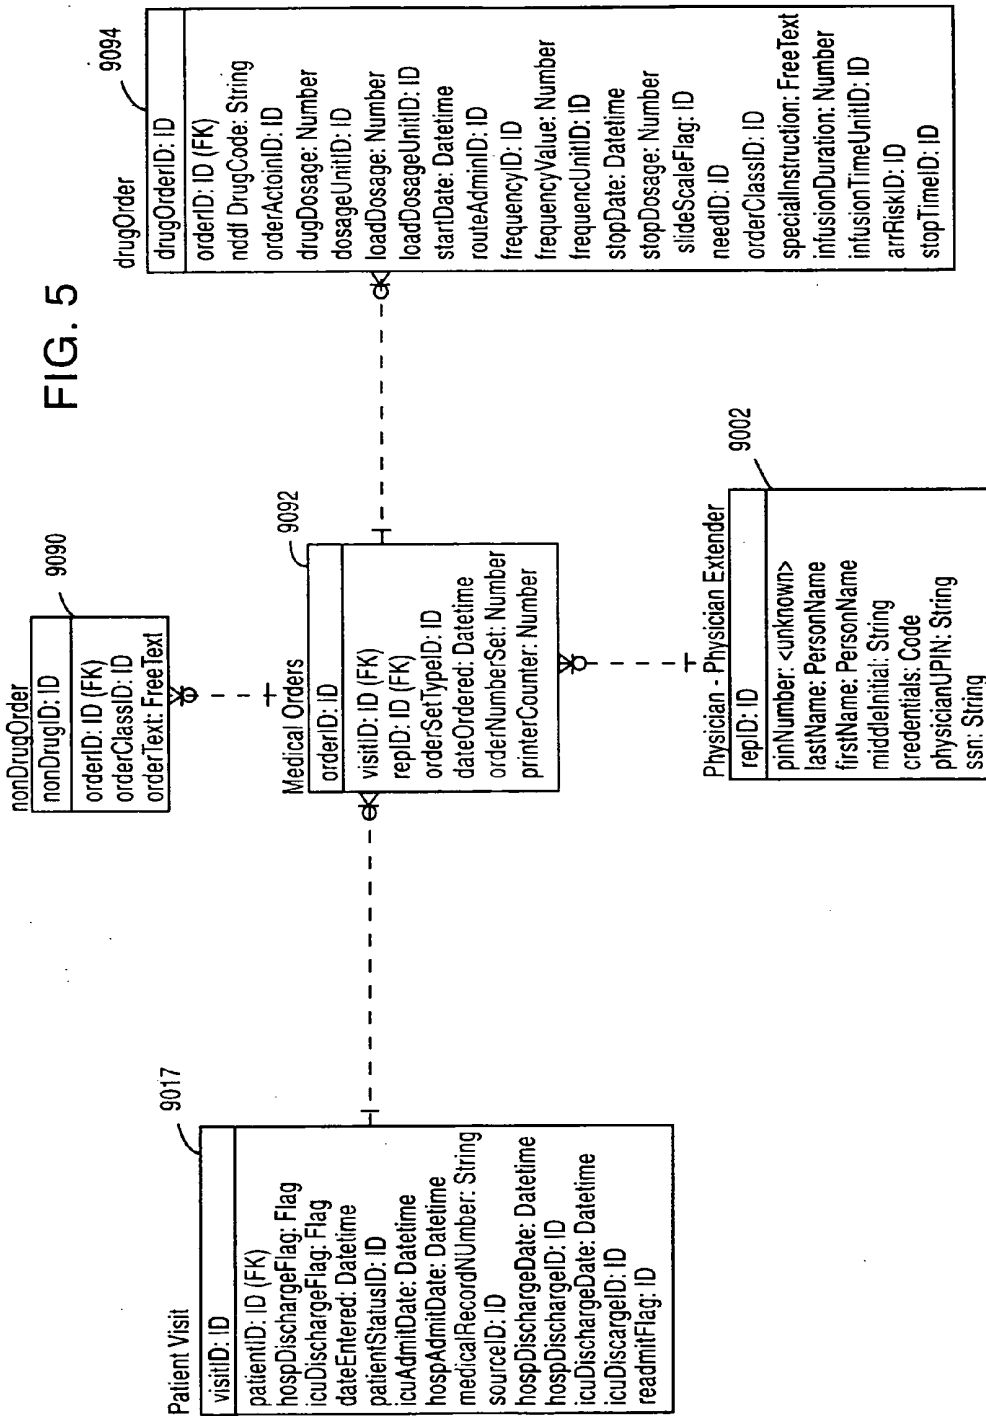 FIG. 5
nonDrugOrder
9090
nonDrugID: ID
orderID: ID (FK)
orderClassID: ID
orderText: FreeText
drugOrder
9094
drugOrderID: ID
orderID: ID (FK)
nddf DrugCode: String
orderActoinID: ID
drugDosage: Number
dosageUnitID: ID
loadDosage: Number
loadDosageUnitID: ID
startDate: Datetime
routeAdminID: ID
frequencyID: ID
frequencyValue: Number
frequencUnitID: ID
stopDate: Datetime
stopDosage: Number
slideScaleFlag: ID
needID: ID
orderClassID: ID
specialInstruction: FreeText
infusionDuration: Number
infusionTimeUnitID: ID
arrRiskID: ID
stopTimeID: ID
Patient Visit
9017
visitID: ID
patientID: ID (FK)
hospDischargeFlag: Flag
icuDischargeFlag: Flag
dateEntered: Datetime
patientStatusID: ID
icuAdmitDate: Datetime
hospAdmitDate: Datetime
medicalRecordNUmber: String
sourceID: ID
hospDischargeDate: Datetime
hospDischargeID: ID
icuDischargeDate: Datetime
icuDiscargeID: ID
readmitFlag: ID
Medical Orders
9092
orderID: ID
visitID: ID (FK)
repID: ID (FK)
orderSetTypeID: ID
dateOrdered: Datetime
orderNumberSet: Number
printerCounter: Number
Physician - Physician Extender
9002
repID: ID
pinNumber: <unknown>
lastName: PersonName
firstName: PersonName
middleInitial: String
credentials: Code
physicianUPIN: String
ssn: String